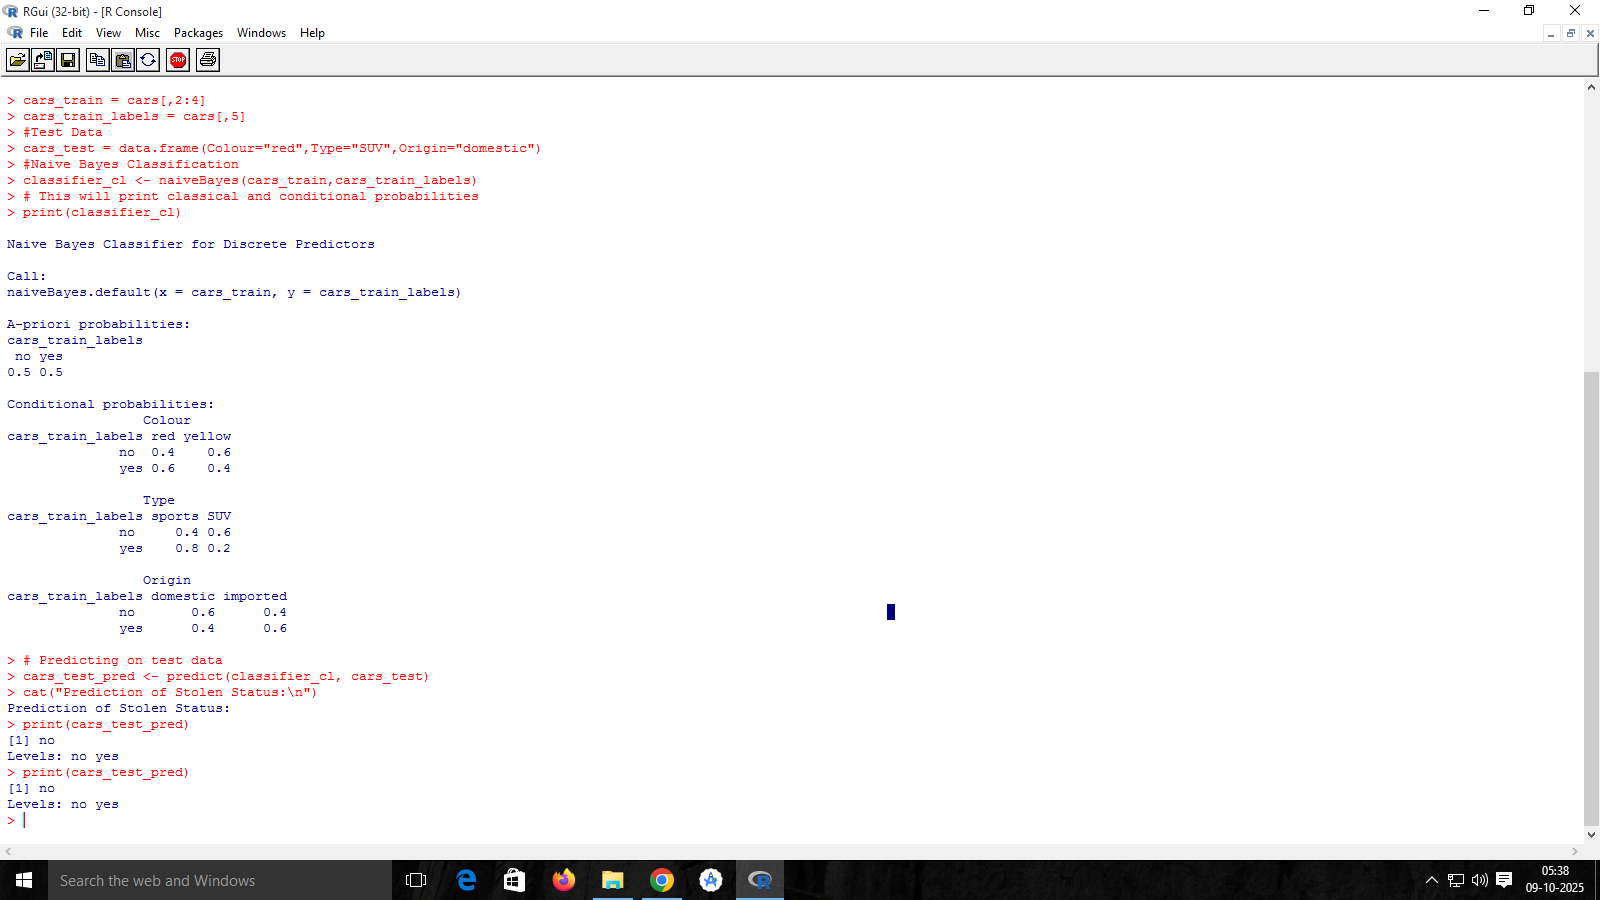 RGui (32-bit) - [R Console]
File Edit View Misc Packages Windows Help
STOP
> cars_train = cars[,2:4]
> cars_train_labels = cars[,5]
> #Test Data
> cars_test = data.frame(Colour="red",Type="SUV",Origin="domestic")
> #Naive Bayes Classification
> classifier_cl <- naiveBayes(cars_train,cars_train_labels)
> # This will print classical and conditional probabilities
> print(classifier_cl)

Naive Bayes Classifier for Discrete Predictors

Call:
naiveBayes.default(x = cars_train, y = cars_train_labels)

A-priori probabilities:
cars_train_labels
 no yes
0.5 0.5

Conditional probabilities:
                 Colour
cars_train_labels red yellow
              no  0.4    0.6
              yes 0.6    0.4

                 Type
cars_train_labels sports SUV
              no     0.4 0.6
              yes    0.8 0.2

                 Origin
cars_train_labels domestic imported
              no       0.6      0.4
              yes      0.4      0.6

> # Predicting on test data
> cars_test_pred <- predict(classifier_cl, cars_test)
> cat("Prediction of Stolen Status:\n")
Prediction of Stolen Status:
> print(cars_test_pred)
[1] no
Levels: no yes
> print(cars_test_pred)
[1] no
Levels: no yes
>
Search the web and Windows
05:38
09-10-2025